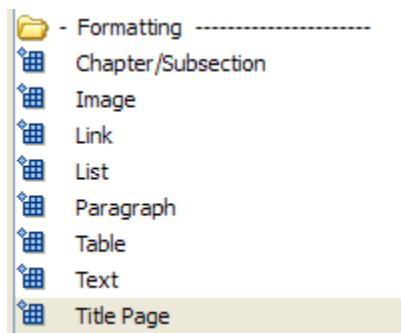 - Formatting ----------------------
Chapter/Subsection
Image
Link
List
Paragraph
Table
Text
Title Page